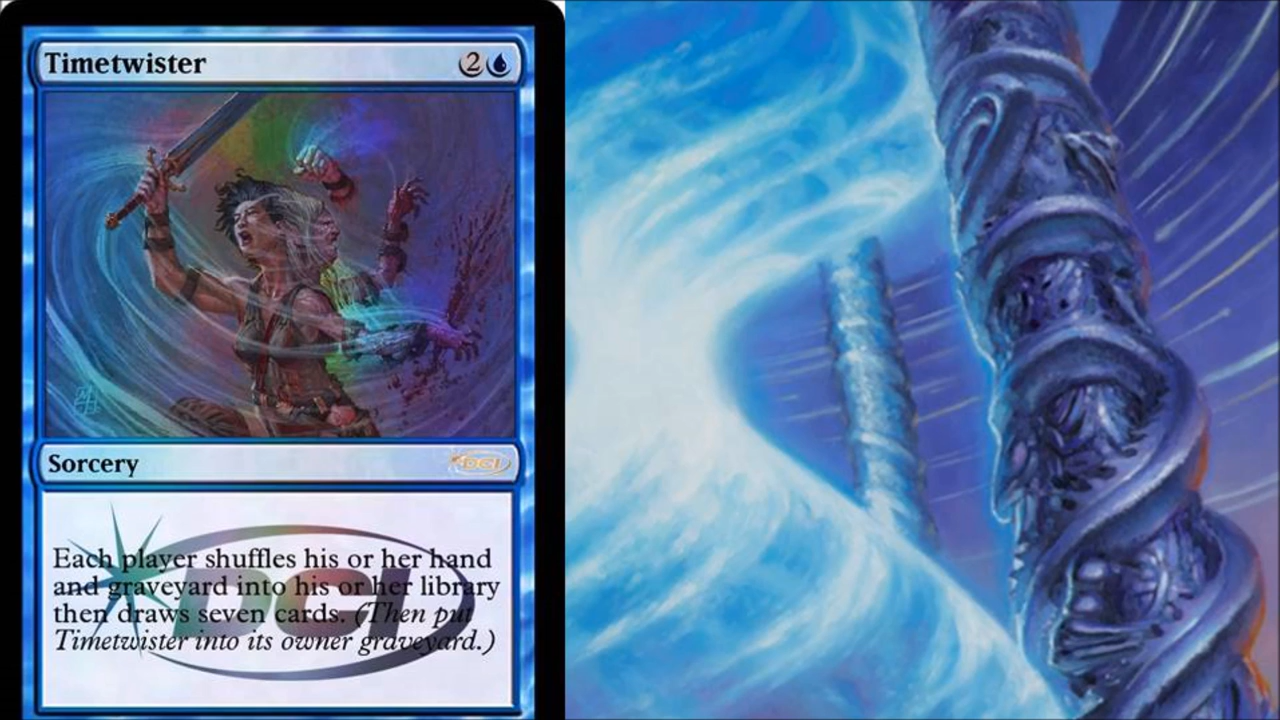 Timetwister 2
Sorcery DCI
Each player shuffles his or her hand
and graveyard into his or her library
then draws seven cards. (Then put
Timetwister into its owner graveyard.)
DCI